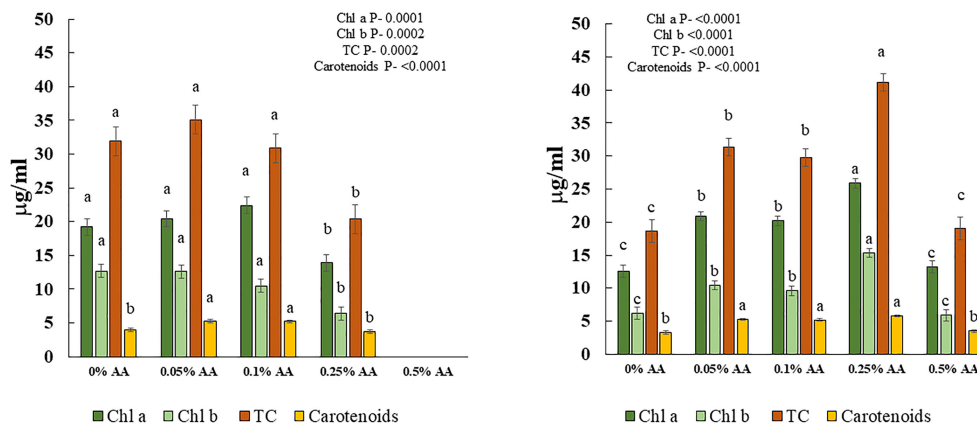 Chl a P- 0.0001
Chl b P- 0.0002
TC P- 0.0002
Carotenoids P- <0.0001
µg/ml
50
45
40
35
30
25
20
15
10
5
0
a
a
a
b
a
a
a
a
a
a
a
a
b
b
b
b
0% AA
0.05% AA
0.1% AA
0.25% AA
0.5% AA
Chl a Chl b TC Carotenoids
Chl a P- <0.0001
Chl b <0.0001
TC P- <0.0001
Carotenoids P- <0.0001
50
45
40
35
30
25
20
15
10
5
0
c
c
c
b
b
b
b
a
b
b
b
a
a
a
a
a
c
c
c
b
0% AA
0.05% AA
0.1% AA
0.25% AA
0.5% AA
Chl a Chl b TC Carotenoids